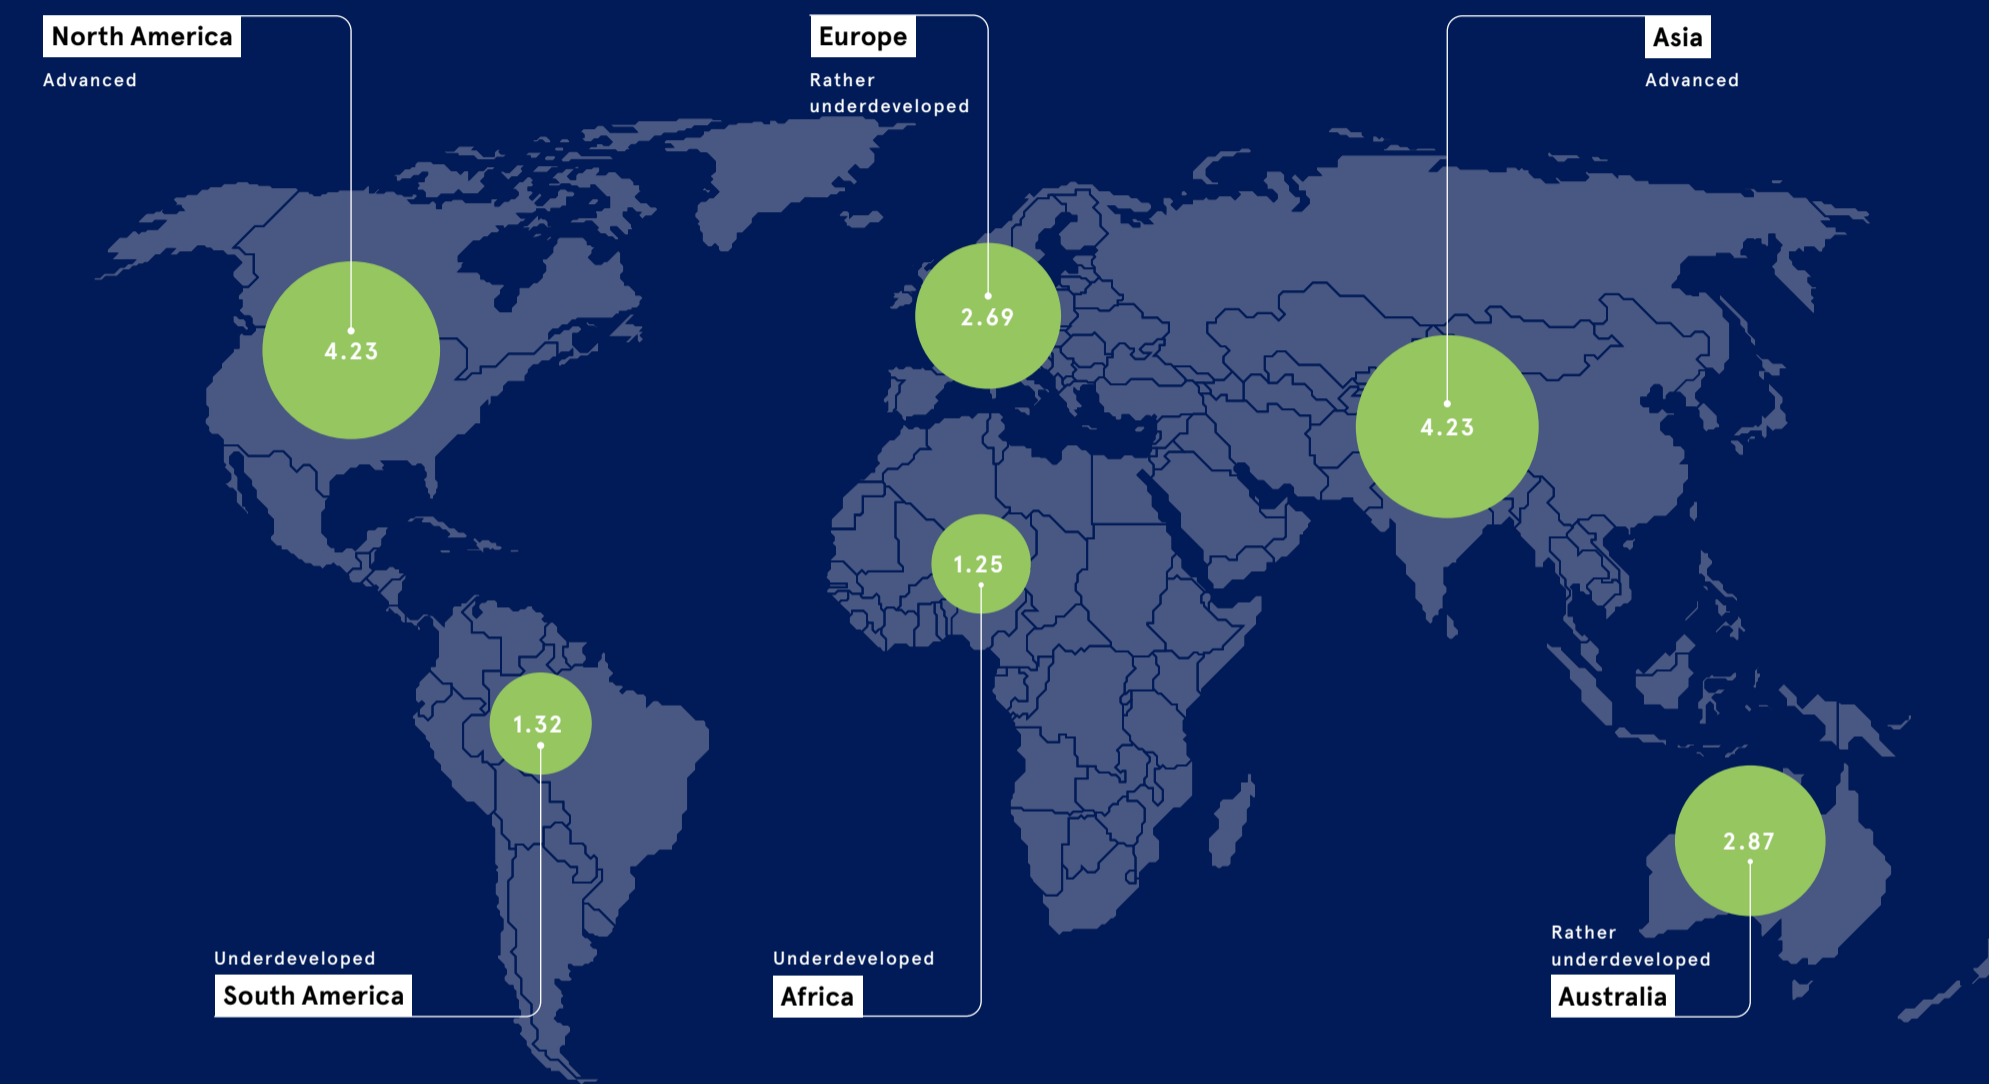 North America
Advanced
Europe
Rather
underdeveloped
Asia
Advanced
4.23
2.69
4.23
1.25
1.32
2.87
Underdeveloped
South America
Underdeveloped
Africa
Rather
underdeveloped
Australia